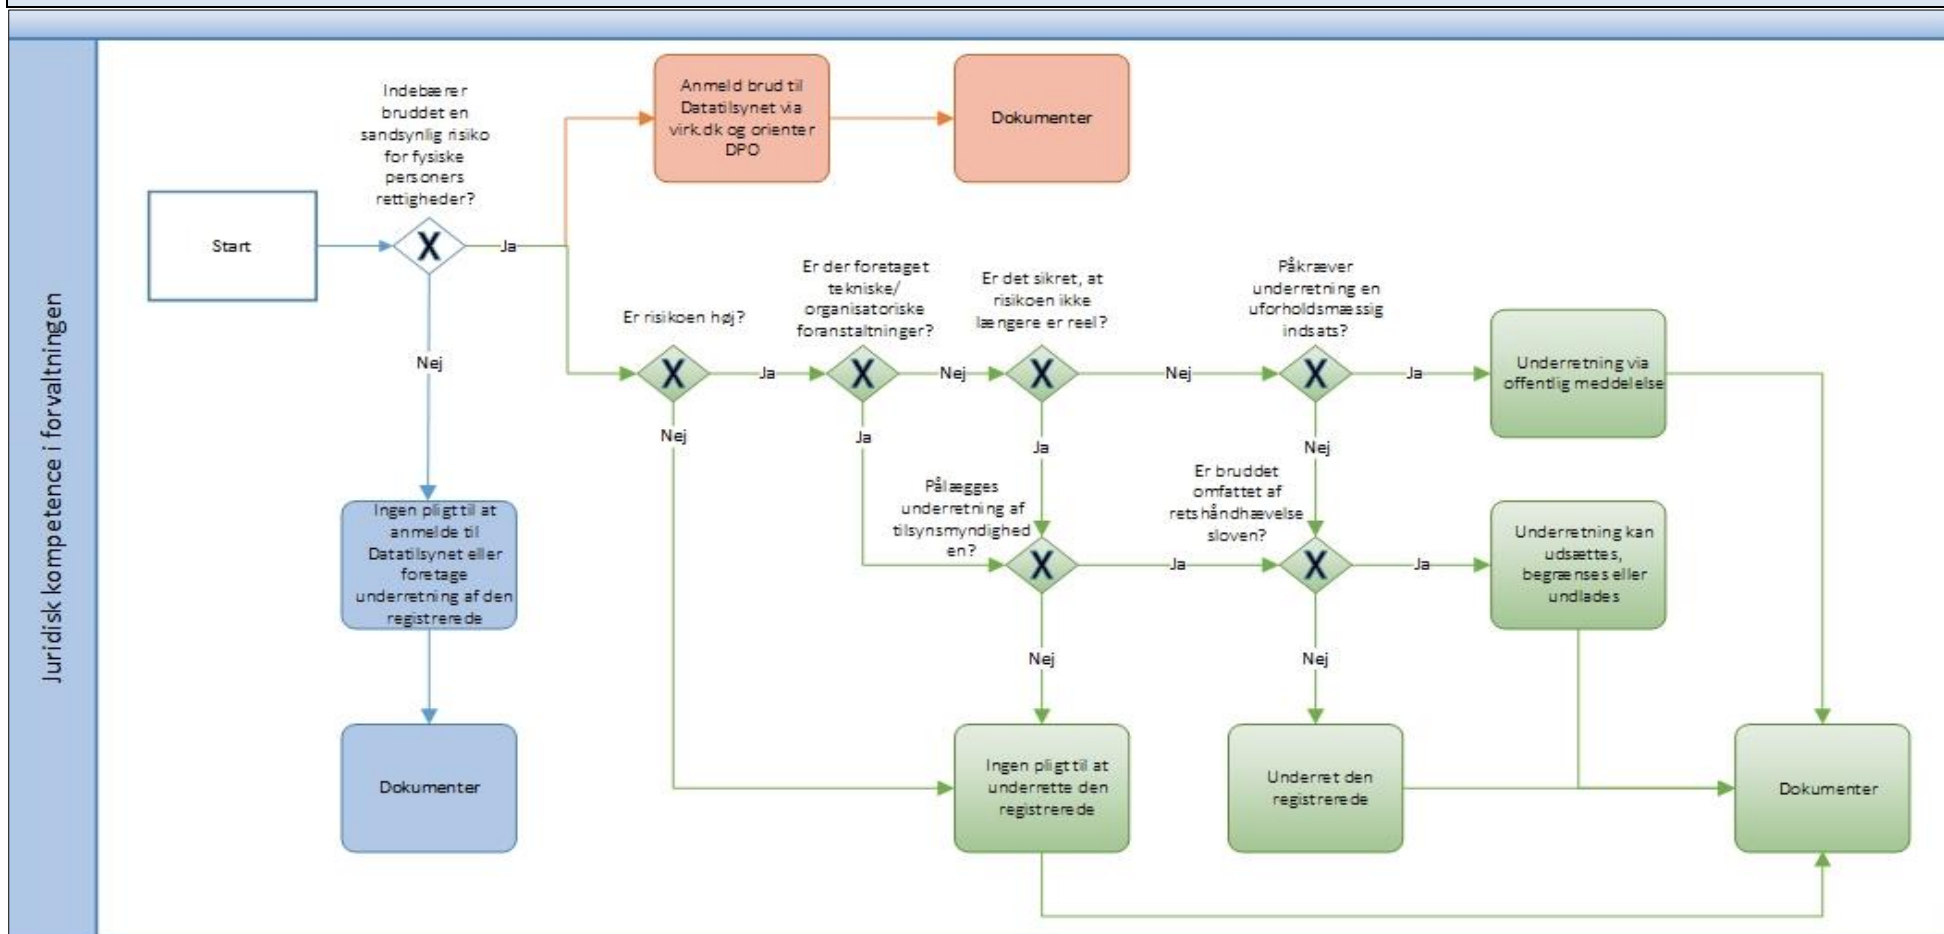 Juridisk kompetence i forvaltningen
Start
Indebærer
bruddet en
sandsynlig risiko
for fysiske
personers
rettigheder?
Ja
Nej
Anmeld brud til
Datatilsynet via
virk.dk og orienter
DPO
Dokumenter
Ingen pligt til at
anmelde til
Datatilsynet eller
foretage
underretning af den
registrerede
Dokumenter
Er risikoen høj?
Ja
Nej
Er der foretaget
tekniske/
organisatoriske
foranstaltninger?
Nej
Ja
Er det sikret, at
risikoen ikke
længere er reel?
Nej
Ja
Påkræver
underretning en
uforholdsmæssig
indsats?
Ja
Nej
Underretning via
offentlig meddelelse
Pålægges
underretning af
tilsynsmyndighed
en?
Ja
Nej
Er bruddet
omfattet af
retshåndhævelse
sloven?
Ja
Nej
Underretning kan
udsættes,
begrænses eller
undlades
Ingen pligt til at
underrette den
registrerede
Underret den
registrerede
Dokumenter